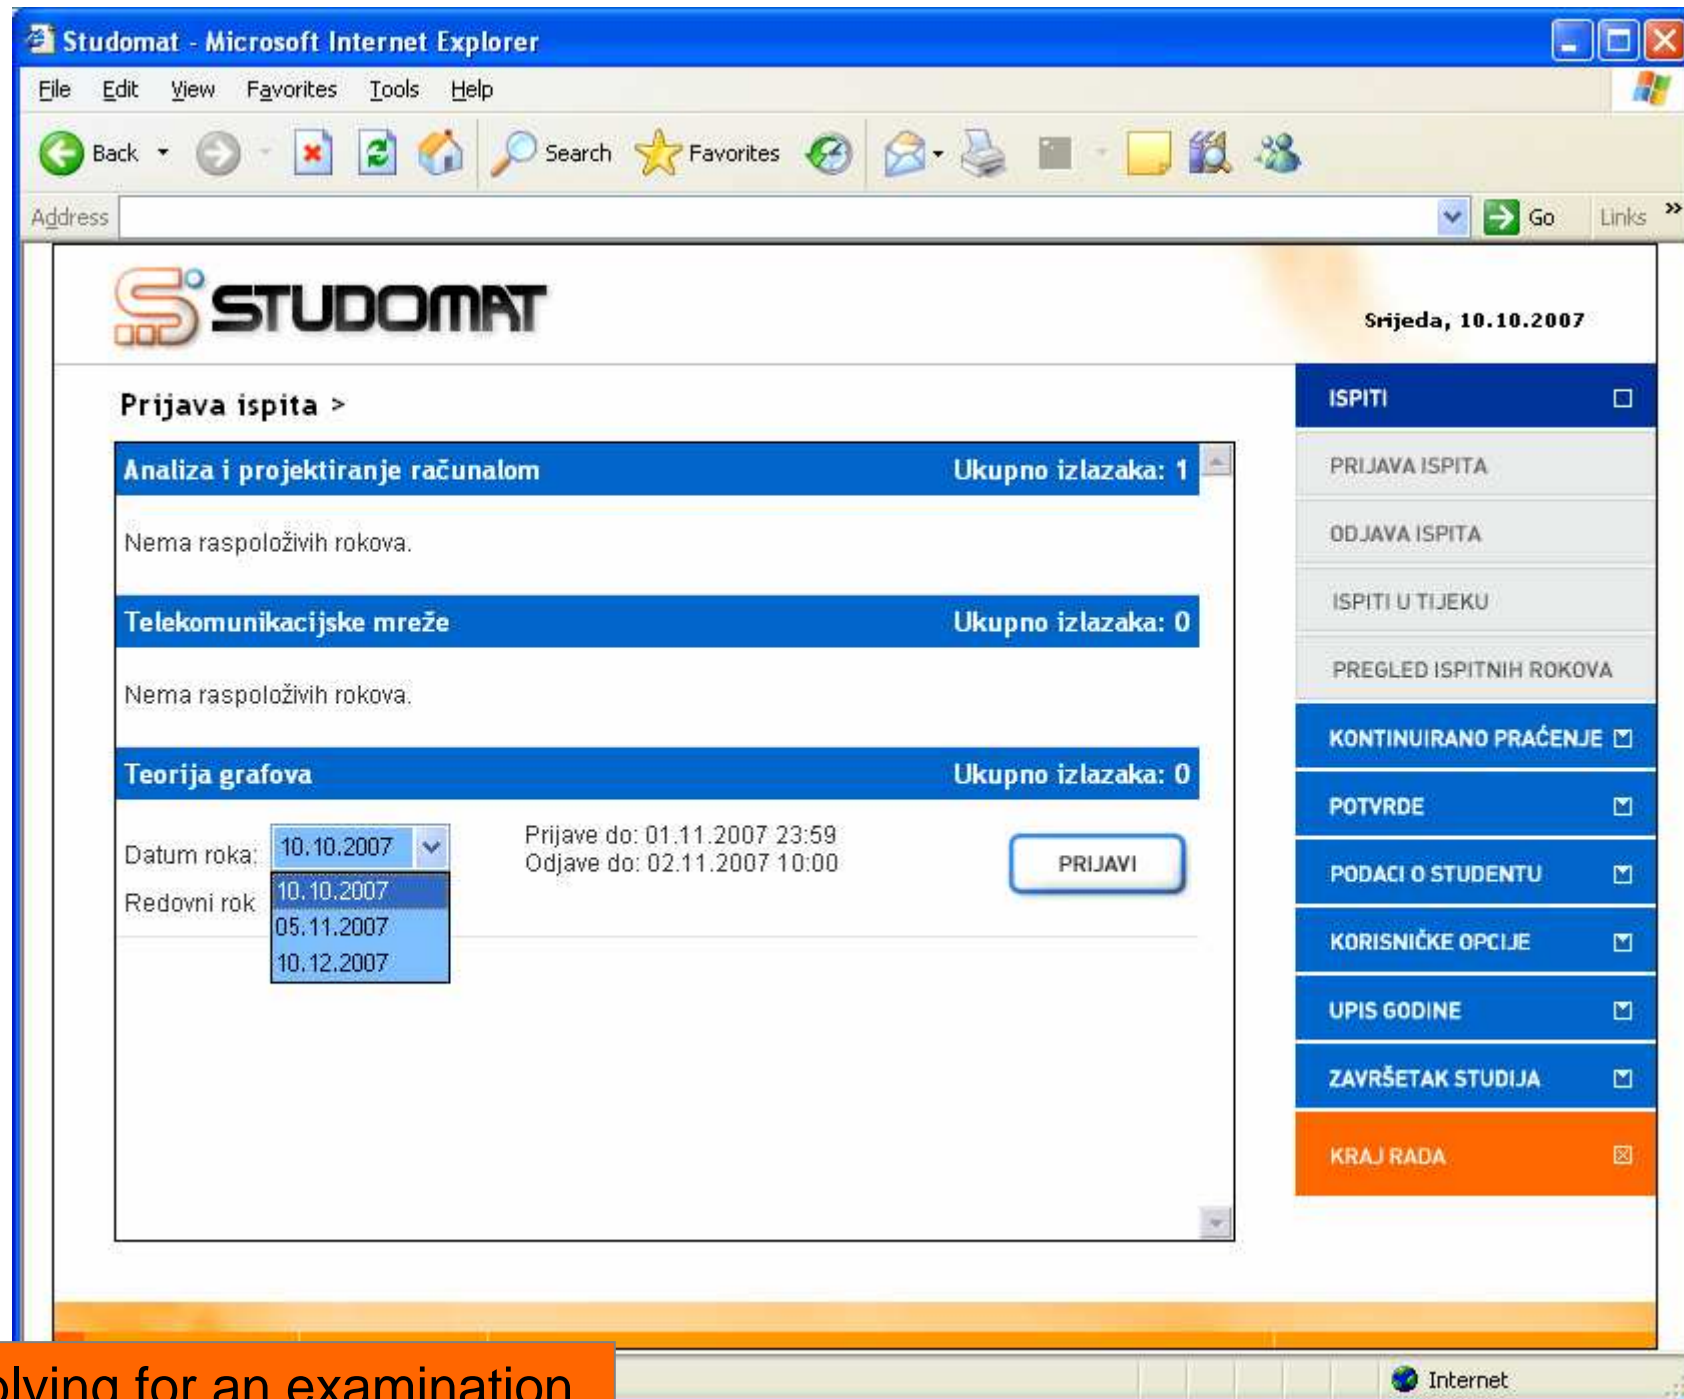 Studomat - Microsoft Internet Explorer
File Edit View Favorites Tools Help
Back Search Favorites
Address Go Links »
STUDOMAT
Srijeda, 10.10.2007
Prijava ispita >
Analiza i projektiranje računalom Ukupno izlazaka: 1
Nema raspoloživih rokova.
Telekomunikacijske mreže Ukupno izlazaka: 0
Nema raspoloživih rokova.
Teorija grafova Ukupno izlazaka: 0
Datum roka: 10.10.2007
Prijave do: 01.11.2007 23:59
Odjave do: 02.11.2007 10:00
PRIJAVI
Redovni rok
10.10.2007
05.11.2007
10.12.2007
ISPITI
PRIJAVA ISPITA
ODJAVA ISPITA
ISPITI U TIJEKU
PREGLED ISPITNIH ROKOVA
KONTINUIRANO PRAĆENJE
POTVRDE
PODACI O STUDENTU
KORISNIČKE OPCIJE
UPIS GODINE
ZAVRŠETAK STUDIJA
KRAJ RADA
for an examination
Internet